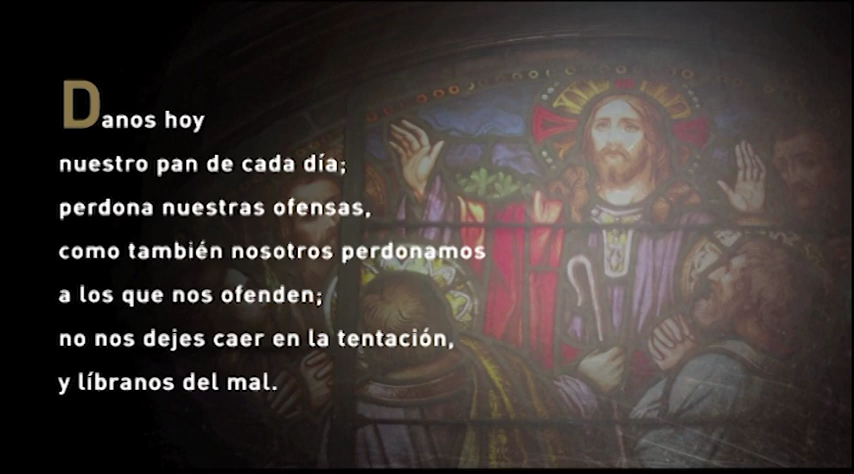 Danos hoy
nuestro pan de cada día;
perdona nuestras ofensas,
como también nosotros perdonamos
a los que nos ofenden;
no nos dejes caer en la tentación,
y líbranos del mal.